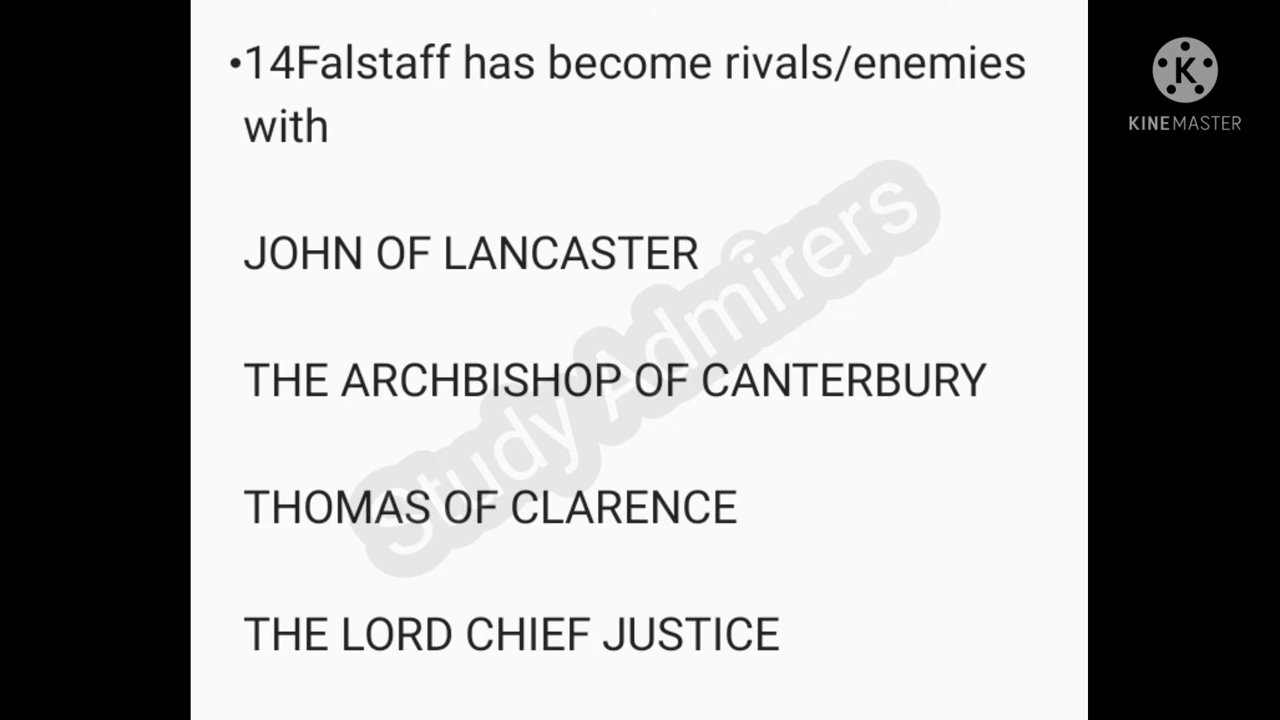 •14Falstaff has become rivals/enemies
with
JOHN OF LANCASTER
THE ARCHBISHOP OF CANTERBURY
THOMAS OF CLARENCE
THE LORD CHIEF JUSTICE
Study Admirers
K
KINEMASTER